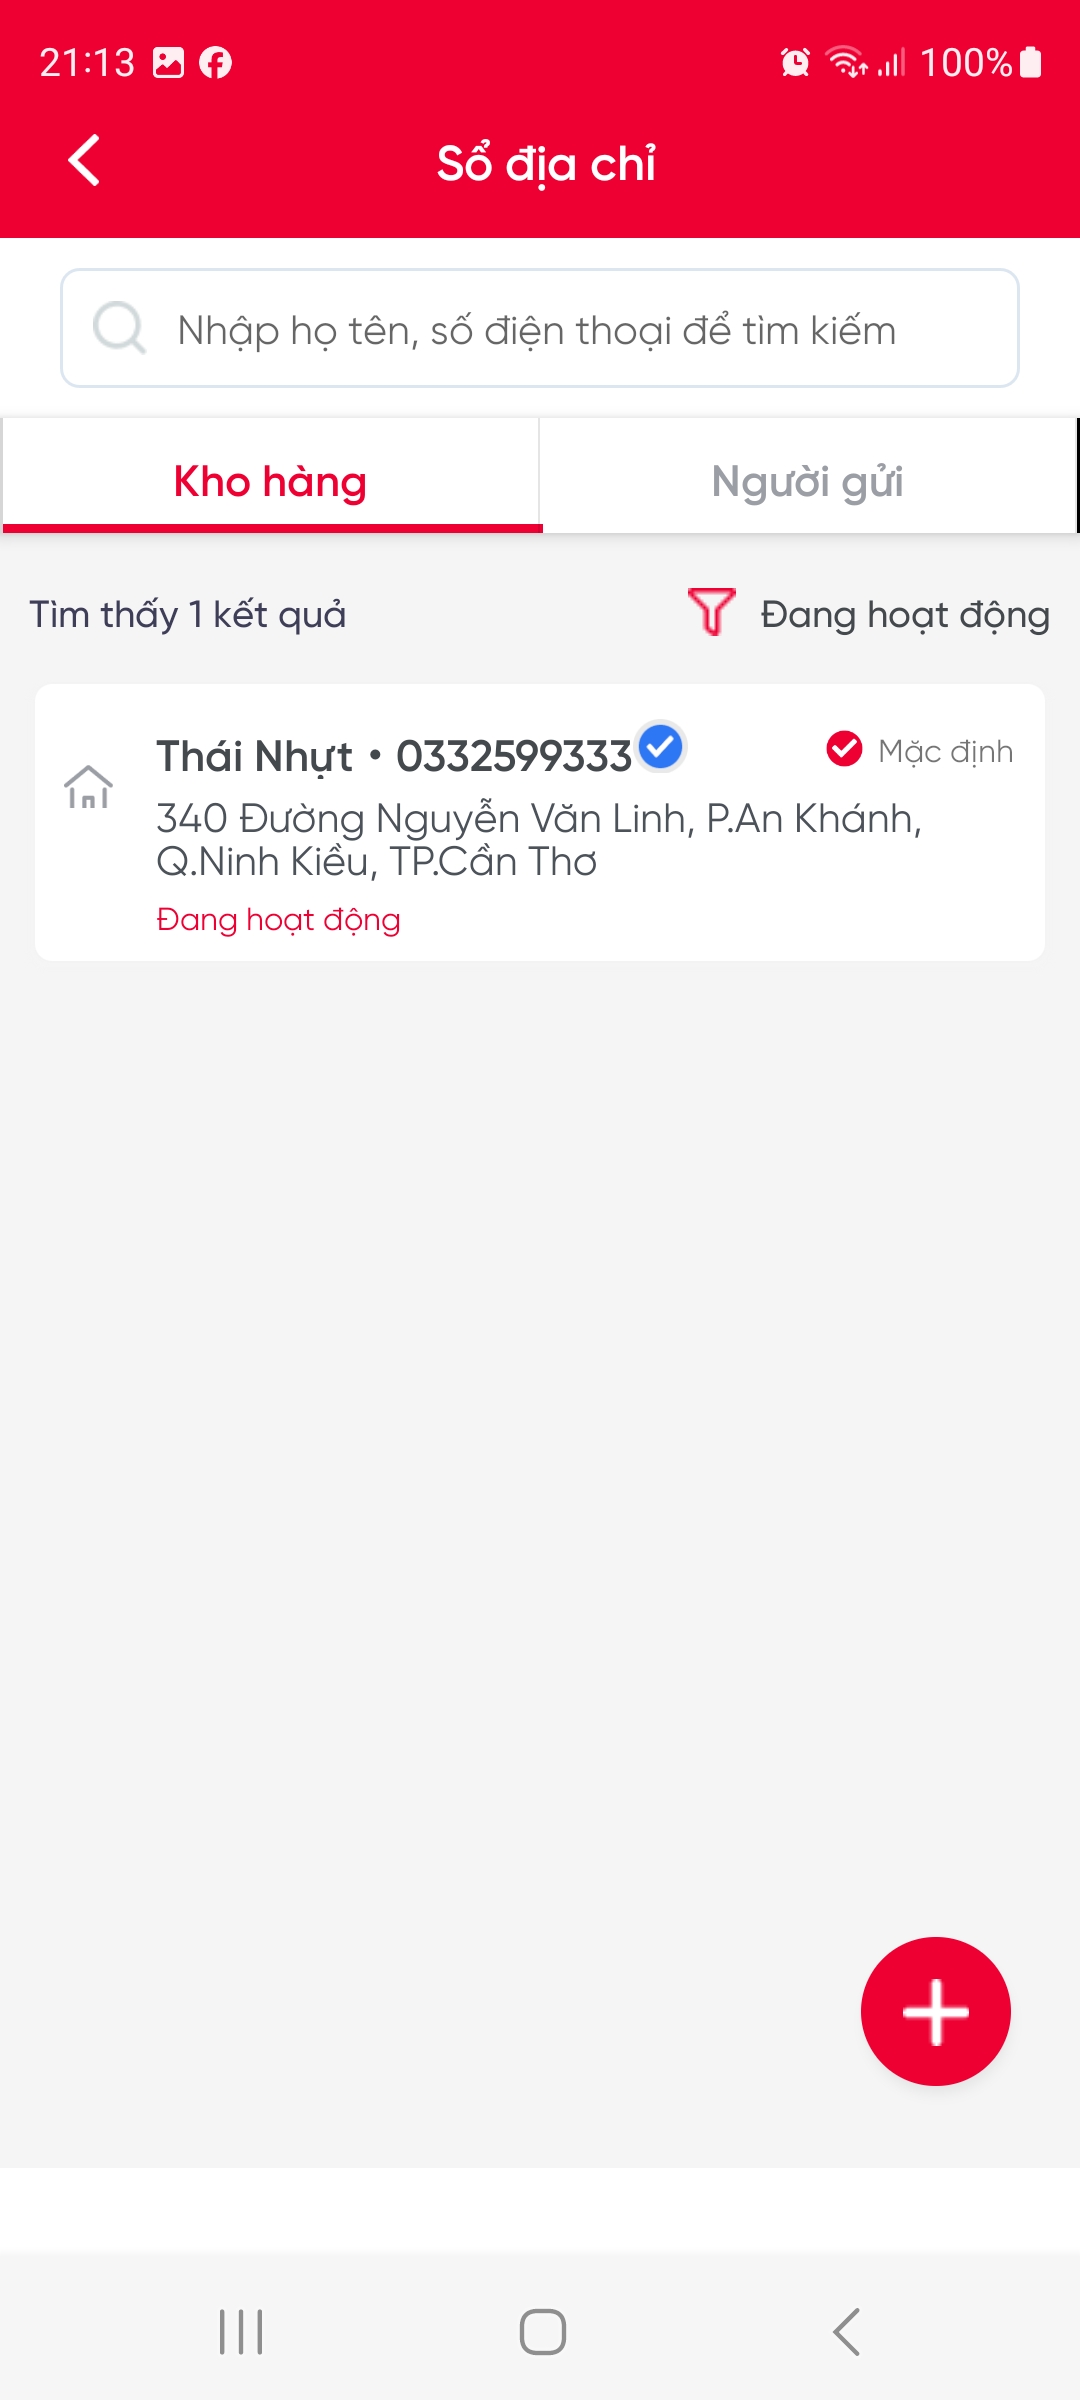 21:13
100%
Sổ địa chỉ
Nhập họ tên, số điện thoại để tìm kiếm
Kho hàng
Người gửi
Tìm thấy 1 kết quả
Đang hoạt động
Thái Nhựt • 0332599333
Mặc định
340 Đường Nguyễn Văn Linh, P.An Khánh,
Q.Ninh Kiều, TP.Cần Thơ
Đang hoạt động